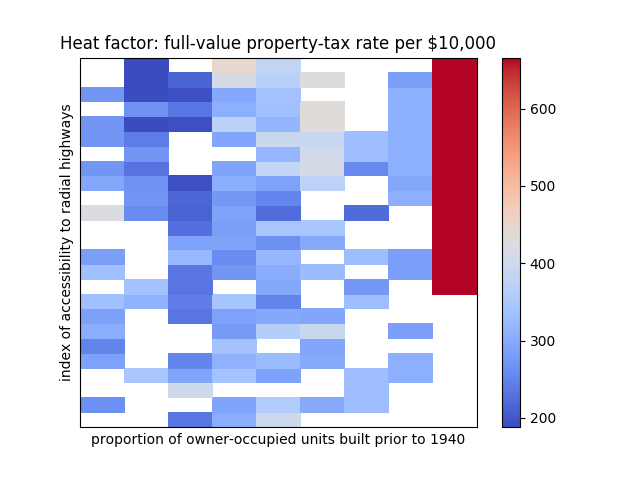 Heat factor: full-value property-tax rate per $10,000
index of accessibility to radial highways
600
500
400
300
200
proportion of owner-occupied units built prior to 1940